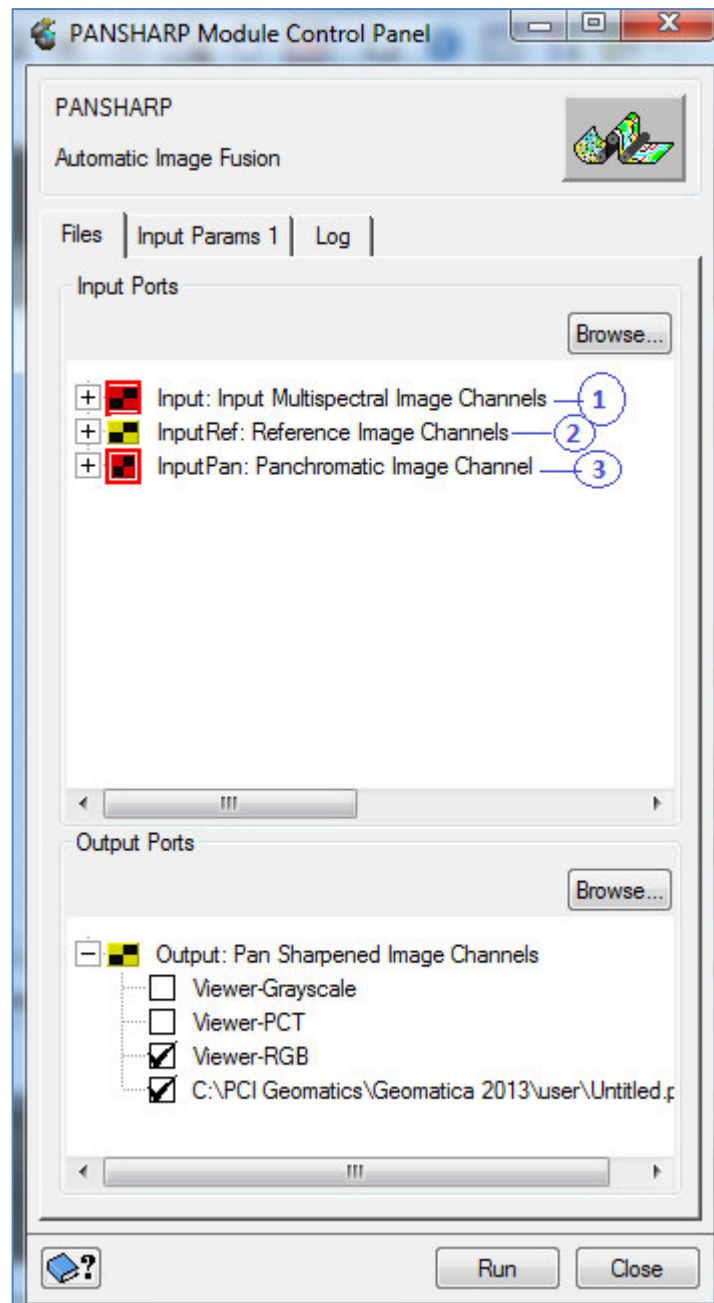 PANSHARP Module Control Panel
PANSHARP
Automatic Image Fusion
Files
Input Params 1
Log
Input Ports
Browse...
Input: Input Multispectral Image Channels
1
InputRef: Reference Image Channels
2
InputPan: Panchromatic Image Channel
3
Output Ports
Browse...
Output: Pan Sharpened Image Channels
Viewer-Grayscale
Viewer-PCT
Viewer-RGB
C:\PCI Geomatics\Geomatica 2013\user\Untitled.p
?
Run
Close